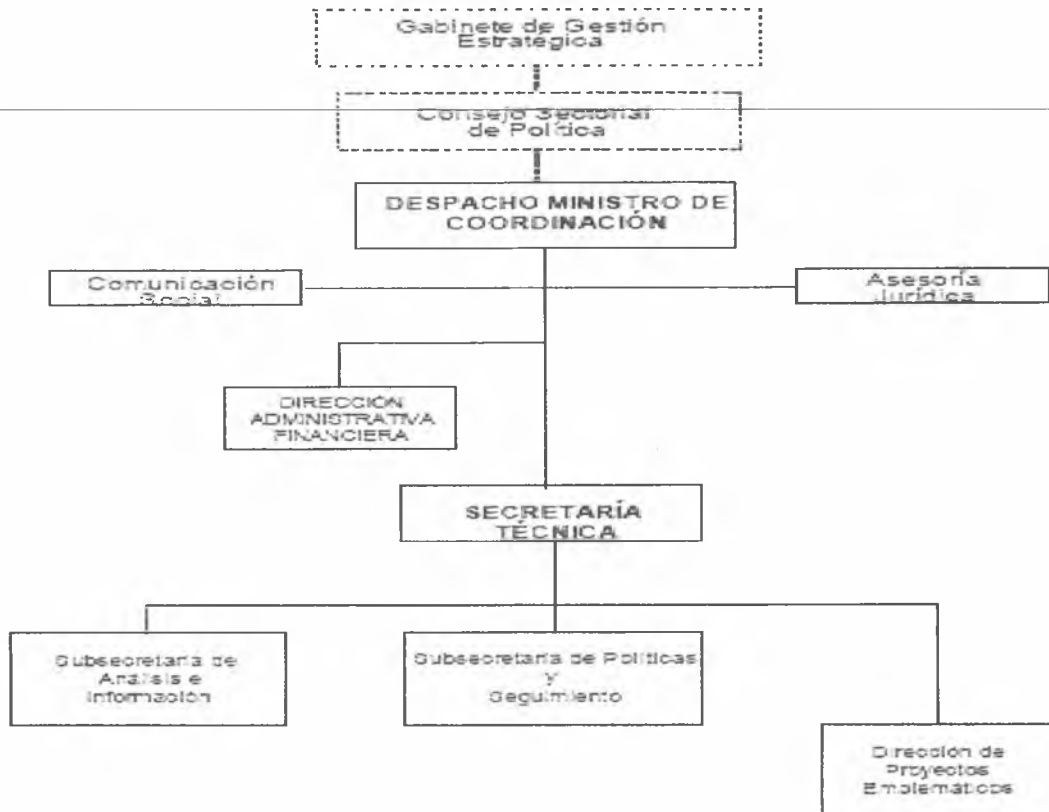 Gabinete de Gestión
Estratégica
Consejo Sectorial
de Política
DESPACHO MINISTRO DE
COORDINACIÓN
Comunicación
Social
Asesoría
Jurídica
DIRECCIÓN
ADMINISTRATIVA
FINANCIERA
SECRETARÍA
TÉCNICA
Subsecretaría de
Análisis e
Información
Subsecretaría de Políticas
y
Seguimiento
Dirección de
Proyectos
Emblemáticos